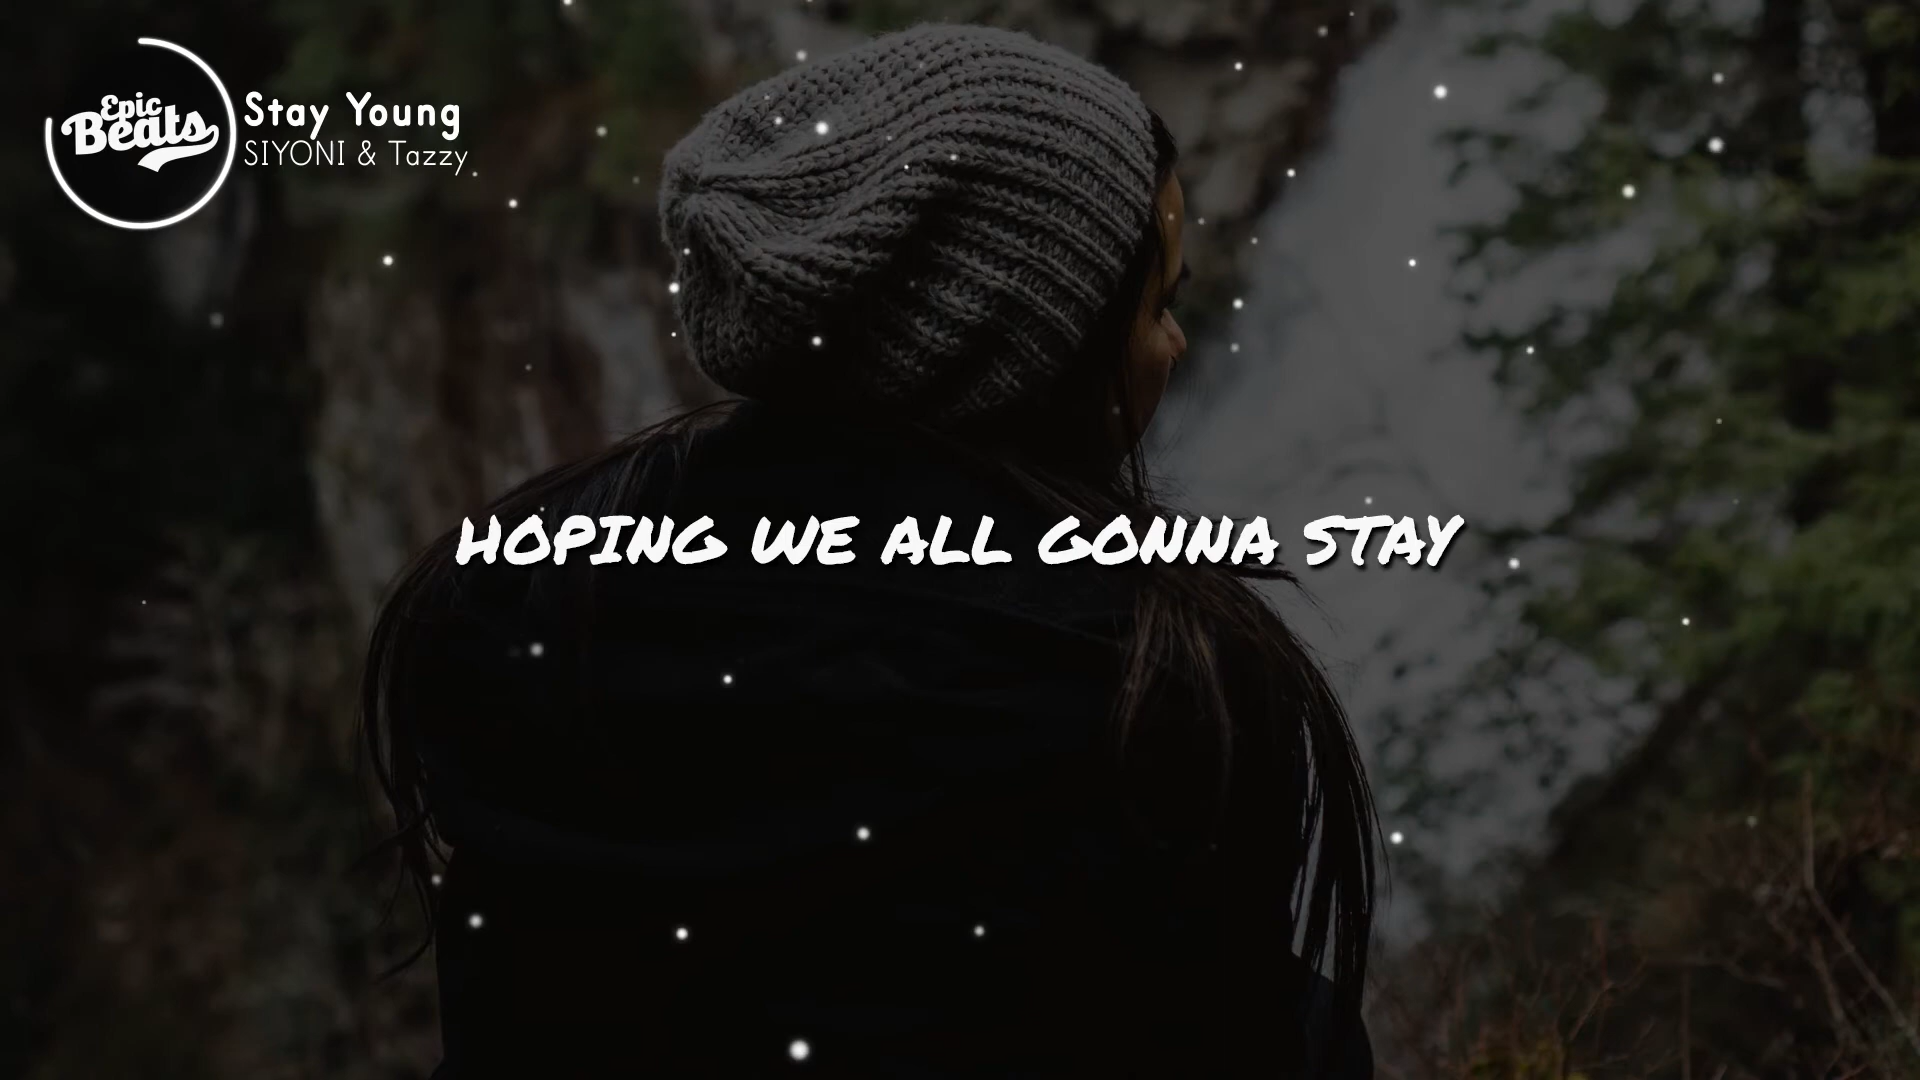 Epic
Beats
Stay Young
SIYONI & Tazzy
HOPING WE ALL GONNA STAY